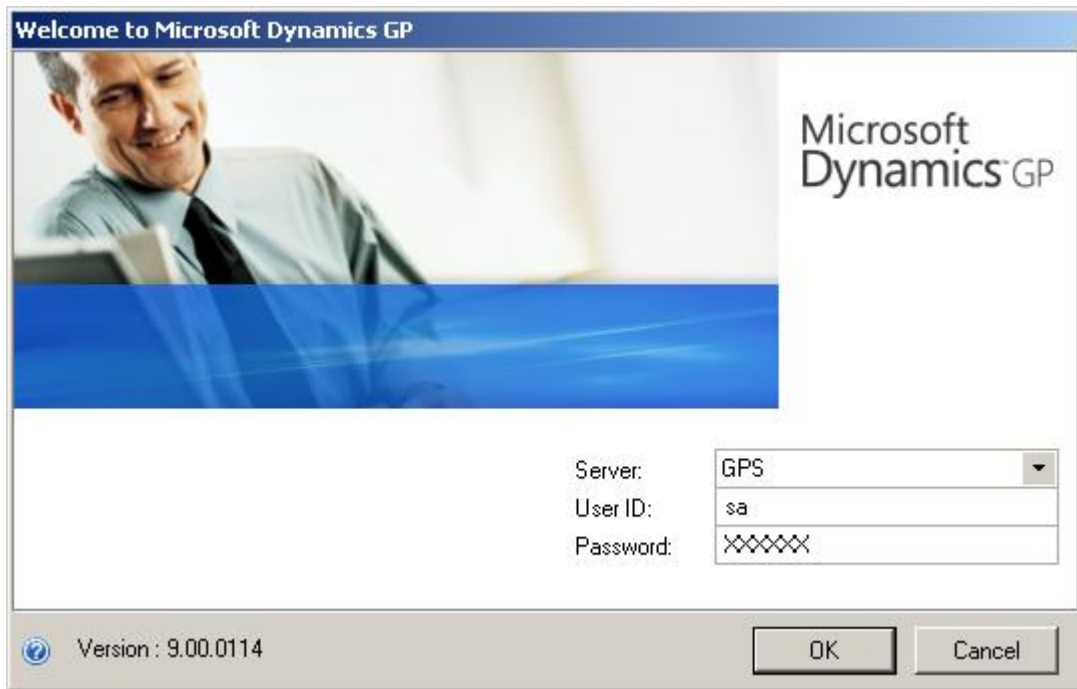 Welcome to Microsoft Dynamics GP
Microsoft
Dynamics™ GP
Server: GPS
User ID: sa
Password: XXXXXX
Version : 9.00.0114
OK
Cancel